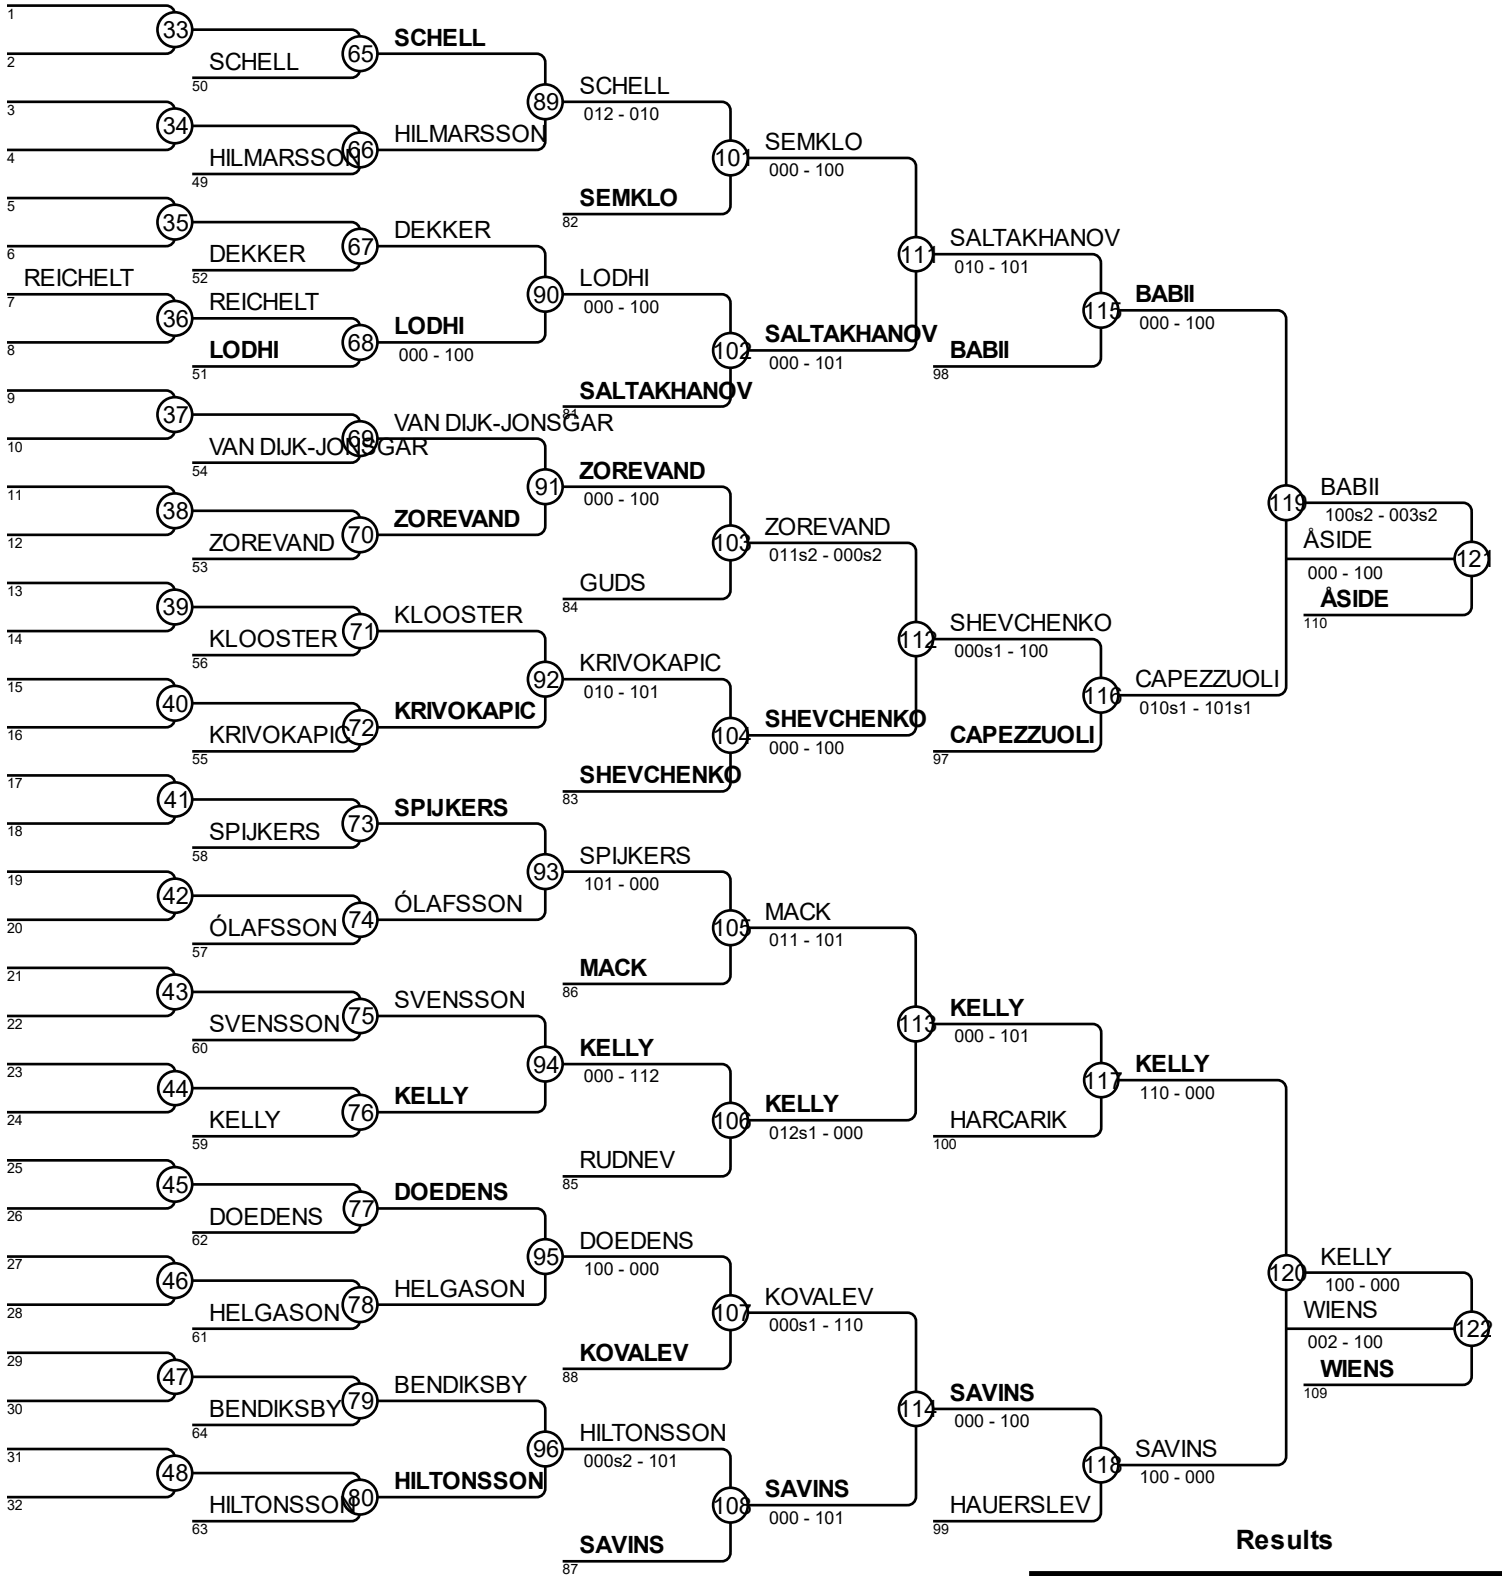 1
33
SCHELL
2
SCHELL
65
50
SCHELL
3
89
012 - 010
34
HILMARSSON
4
HILMARSSON
66
SEMKLO
49
101
000 - 100
SEMKLO
5
82
35
DEKKER
6
DEKKER
67
SALTAKHANOV
REICHELT
52
LODHI
111
010 - 101
7
REICHELT
90
000 - 100
BABII
36
LODHI
115
000 - 100
8
LODHI
68
SALTAKHANOV
51
000 - 100
102
000 - 101
BABII
98
9
SALTAKHANOV
81
37
VAN DIJK-JONSGAR
10
VAN DIJK-JONSGAR
69
54
ZOREVAND
BABII
11
91
000 - 100
119
100s2 - 003s2
38
ZOREVAND
12
ZOREVAND
70
ZOREVAND
ÅSIDE
53
103
011s2 - 000s2
121
000 - 100
13
GUDS
ÅSIDE
84
110
39
KLOOSTER
14
KLOOSTER
71
SHEVCHENKO
56
112
000s1 - 100
15
KRIVOKAPIC
92
010 - 101
CAPEZZUOLI
40
KRIVOKAPIC
116
010s1 - 101s1
16
KRIVOKAPIC
72
SHEVCHENKO
55
104
000 - 100
CAPEZZUOLI
97
17
SHEVCHENKO
83
41
SPIJKERS
18
SPIJKERS
73
58
SPIJKERS
19
93
101 - 000
42
ÓLAFSSON
20
ÓLAFSSON
74
MACK
57
105
011 - 101
21
MACK
86
43
SVENSSON
22
SVENSSON
75
KELLY
60
113
000 - 101
23
KELLY
94
000 - 112
KELLY
44
KELLY
117
110 - 000
24
KELLY
76
KELLY
59
106
012s1 - 000
HARCARIK
100
25
RUDNEV
85
45
DOEDENS
26
DOEDENS
77
62
DOEDENS
KELLY
27
95
100 - 000
120
100 - 000
46
HELGASON
28
HELGASON
78
KOVALEV
WIENS
61
107
000s1 - 110
122
002 - 100
29
KOVALEV
WIENS
88
109
47
BENDIKSBY
30
BENDIKSBY
79
SAVINS
64
114
000 - 100
31
HILTONSSON
96
000s2 - 101
SAVINS
48
HILTONSSON
118
100 - 000
32
HILTONSSON
80
SAVINS
63
108
000 - 101
HAUERSLEV
99
SAVINS
87
Results